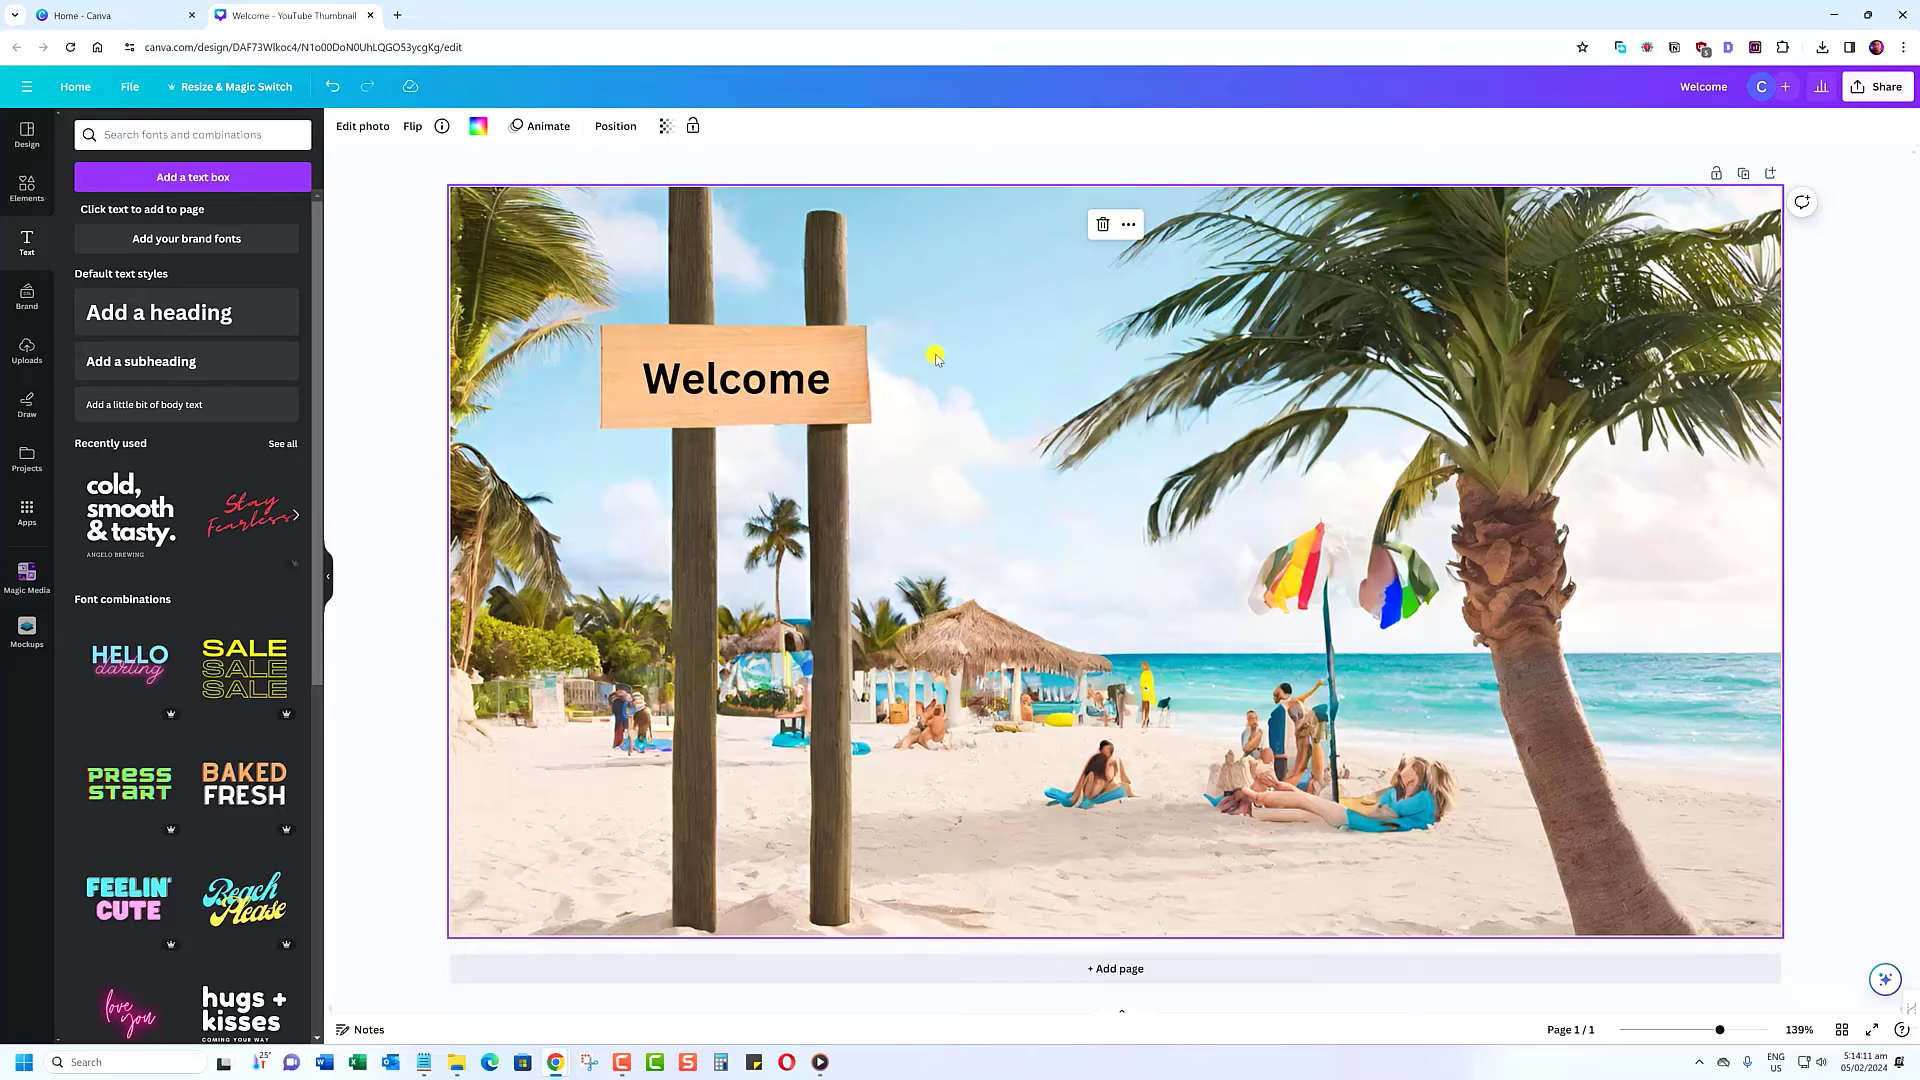 Home - Canva
Welcome - YouTube Thumbnail
canva.com/design/DAF73Wlkoc4/N1o00DoN0UhLQGO53ycgKg/edit
Home
File
Resize & Magic Switch
Welcome
C
Share
Design
Elements
Text
Brand
Uploads
Draw
Projects
Apps
Magic Media
Mockups
Search fonts and combinations
Add a text box
Click text to add to page
Add your brand fonts
Default text styles
Add a heading
Add a subheading
Add a little bit of body text
Recently used
See all
cold,
smooth
& tasty.
ANGELO BREWING
Stay
Fearless
Font combinations
HELLO
darling
SALE
SALE
SALE
PRESS
START
BAKED
FRESH
FEELIN'
CUTE
Beach
Please
love
you
hugs +
kisses
COMING YOUR WAY
Edit photo
Flip
Animate
Position
Welcome
+ Add page
Notes
Page 1 / 1
139%
Search
25°
ENG
US
5:14:11 am
05/02/2024